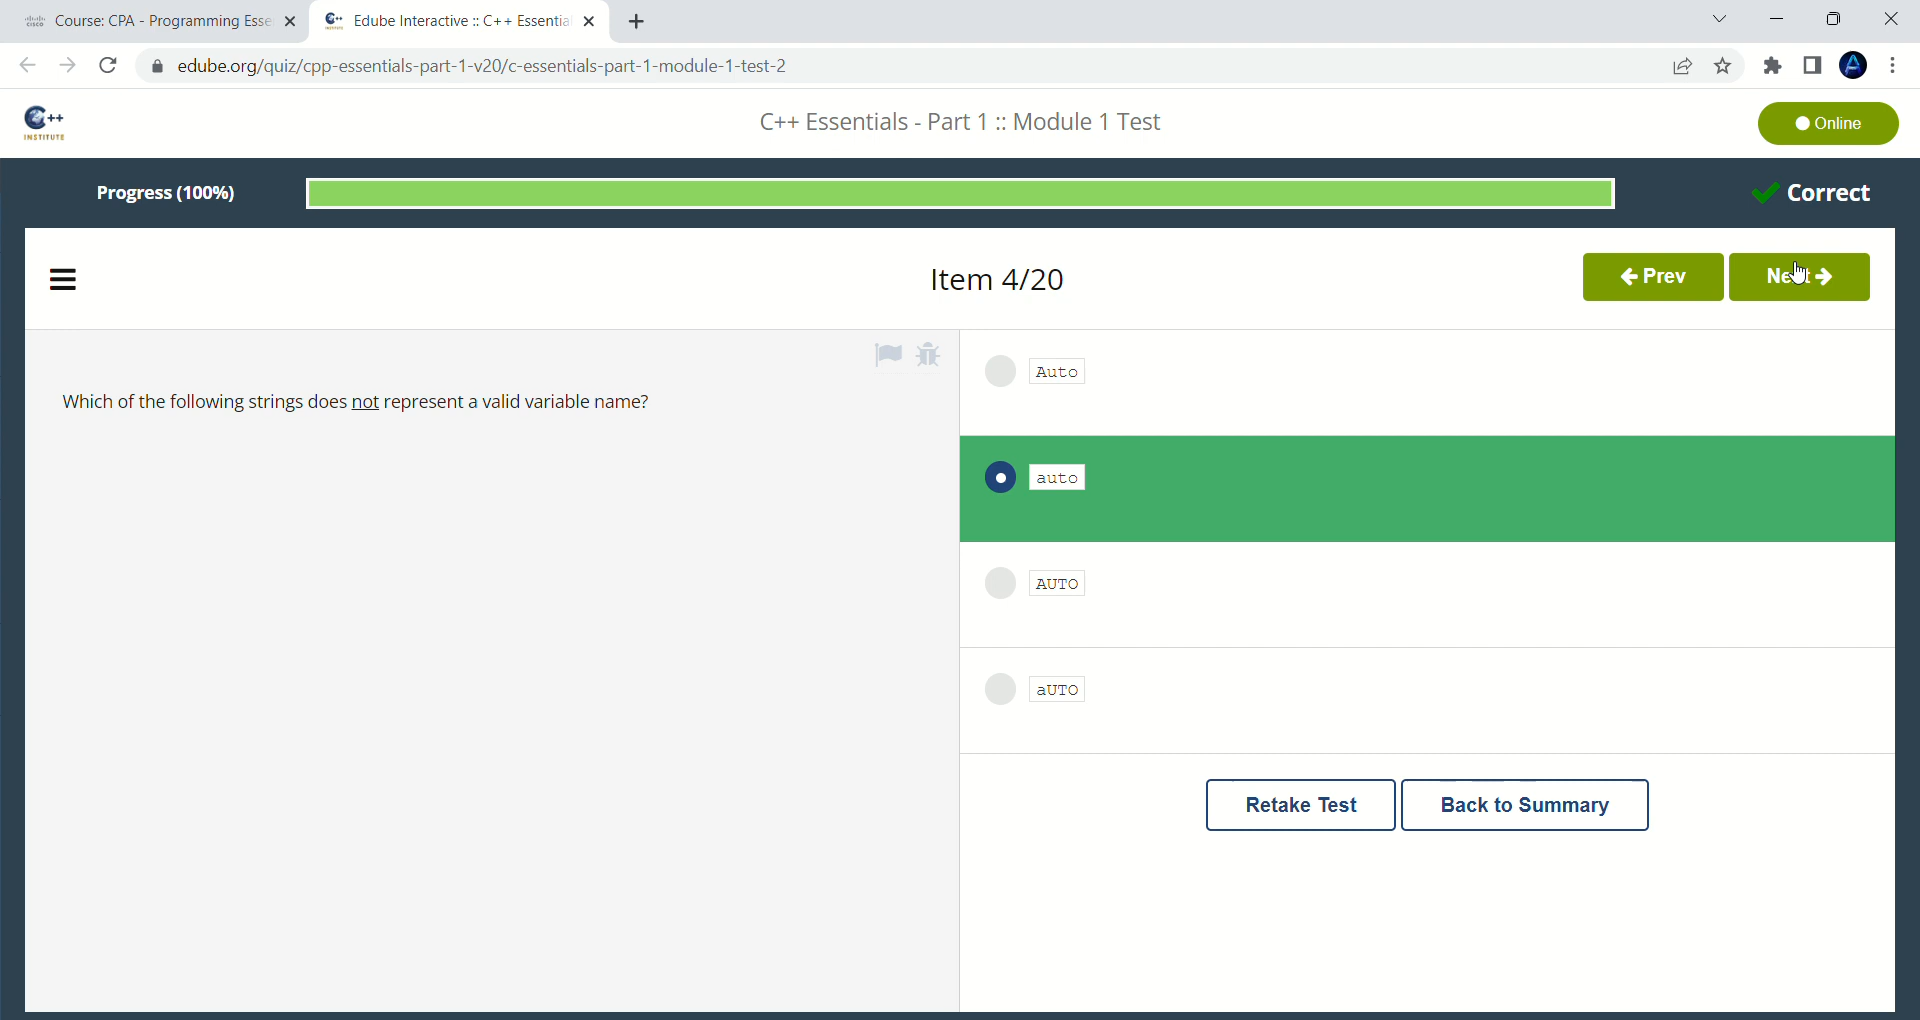 Course: CPA - Programming Esse
Edube Interactive :: C++ Essentia
edube.org/quiz/cpp-essentials-part-1-v20/c-essentials-part-1-module-1-test-2
C++
INSTITUTE
C++ Essentials - Part 1 :: Module 1 Test
Online
Progress (100%)
Correct
Item 4/20
Prev
Next
Which of the following strings does not represent a valid variable name?
Auto
auto
AUTO
aUTO
Retake Test
Back to Summary